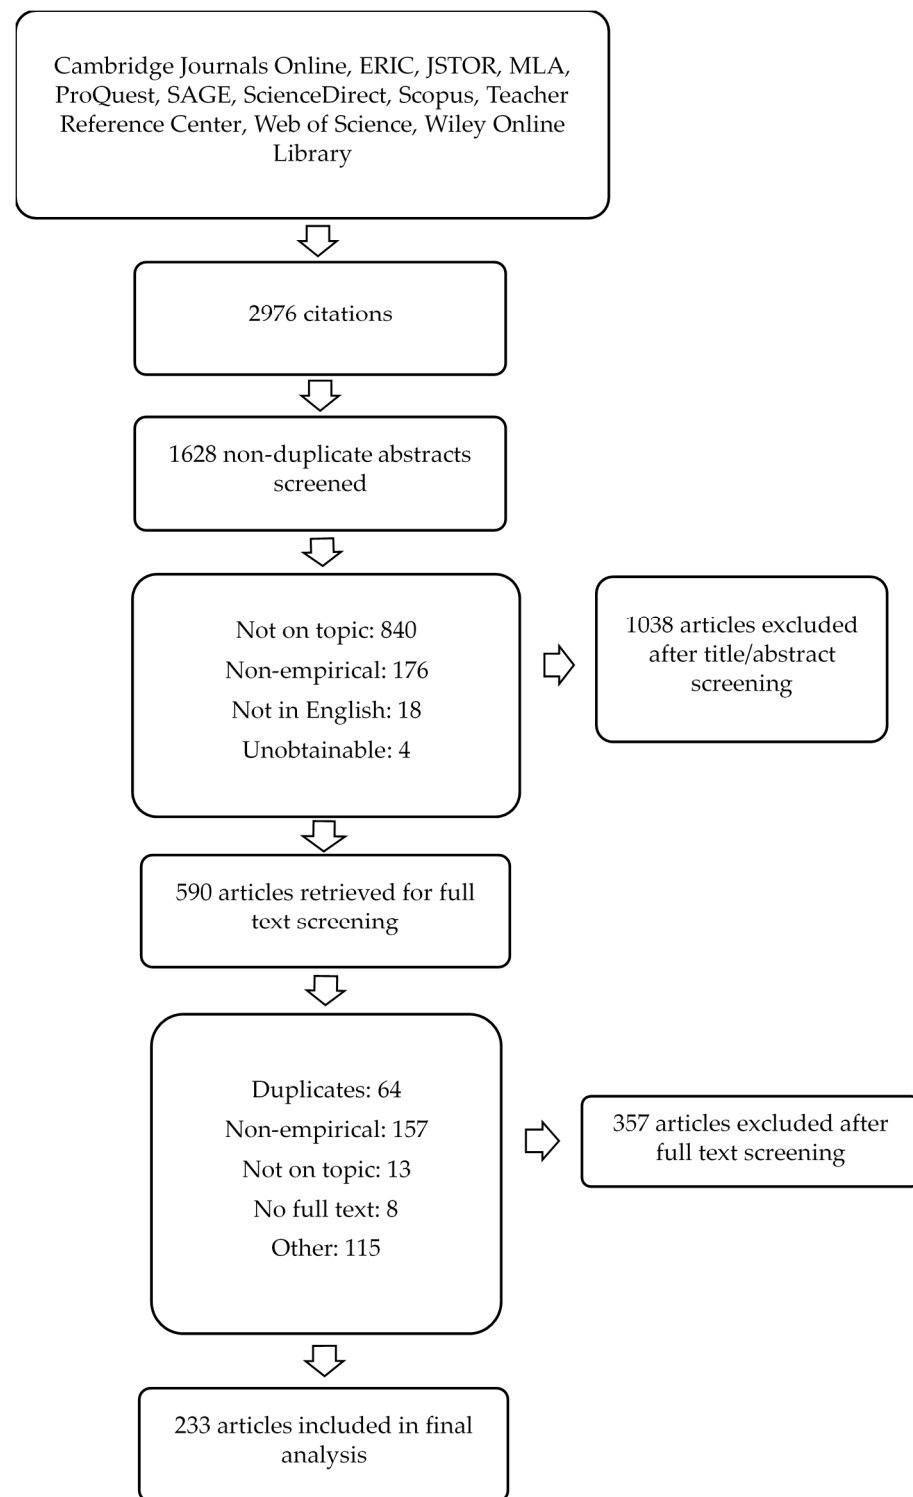 Cambridge Journals Online, ERIC, JSTOR, MLA,
ProQuest, SAGE, ScienceDirect, Scopus, Teacher
Reference Center, Web of Science, Wiley Online
Library
2976 citations
1628 non-duplicate abstracts
screened
Not on topic: 840
Non-empirical: 176
Not in English: 18
Unobtainable: 4
1038 articles excluded
after title/abstract
screening
590 articles retrieved for full
text screening
Duplicates: 64
Non-empirical: 157
Not on topic: 13
No full text: 8
Other: 115
357 articles excluded after
full text screening
233 articles included in final
analysis